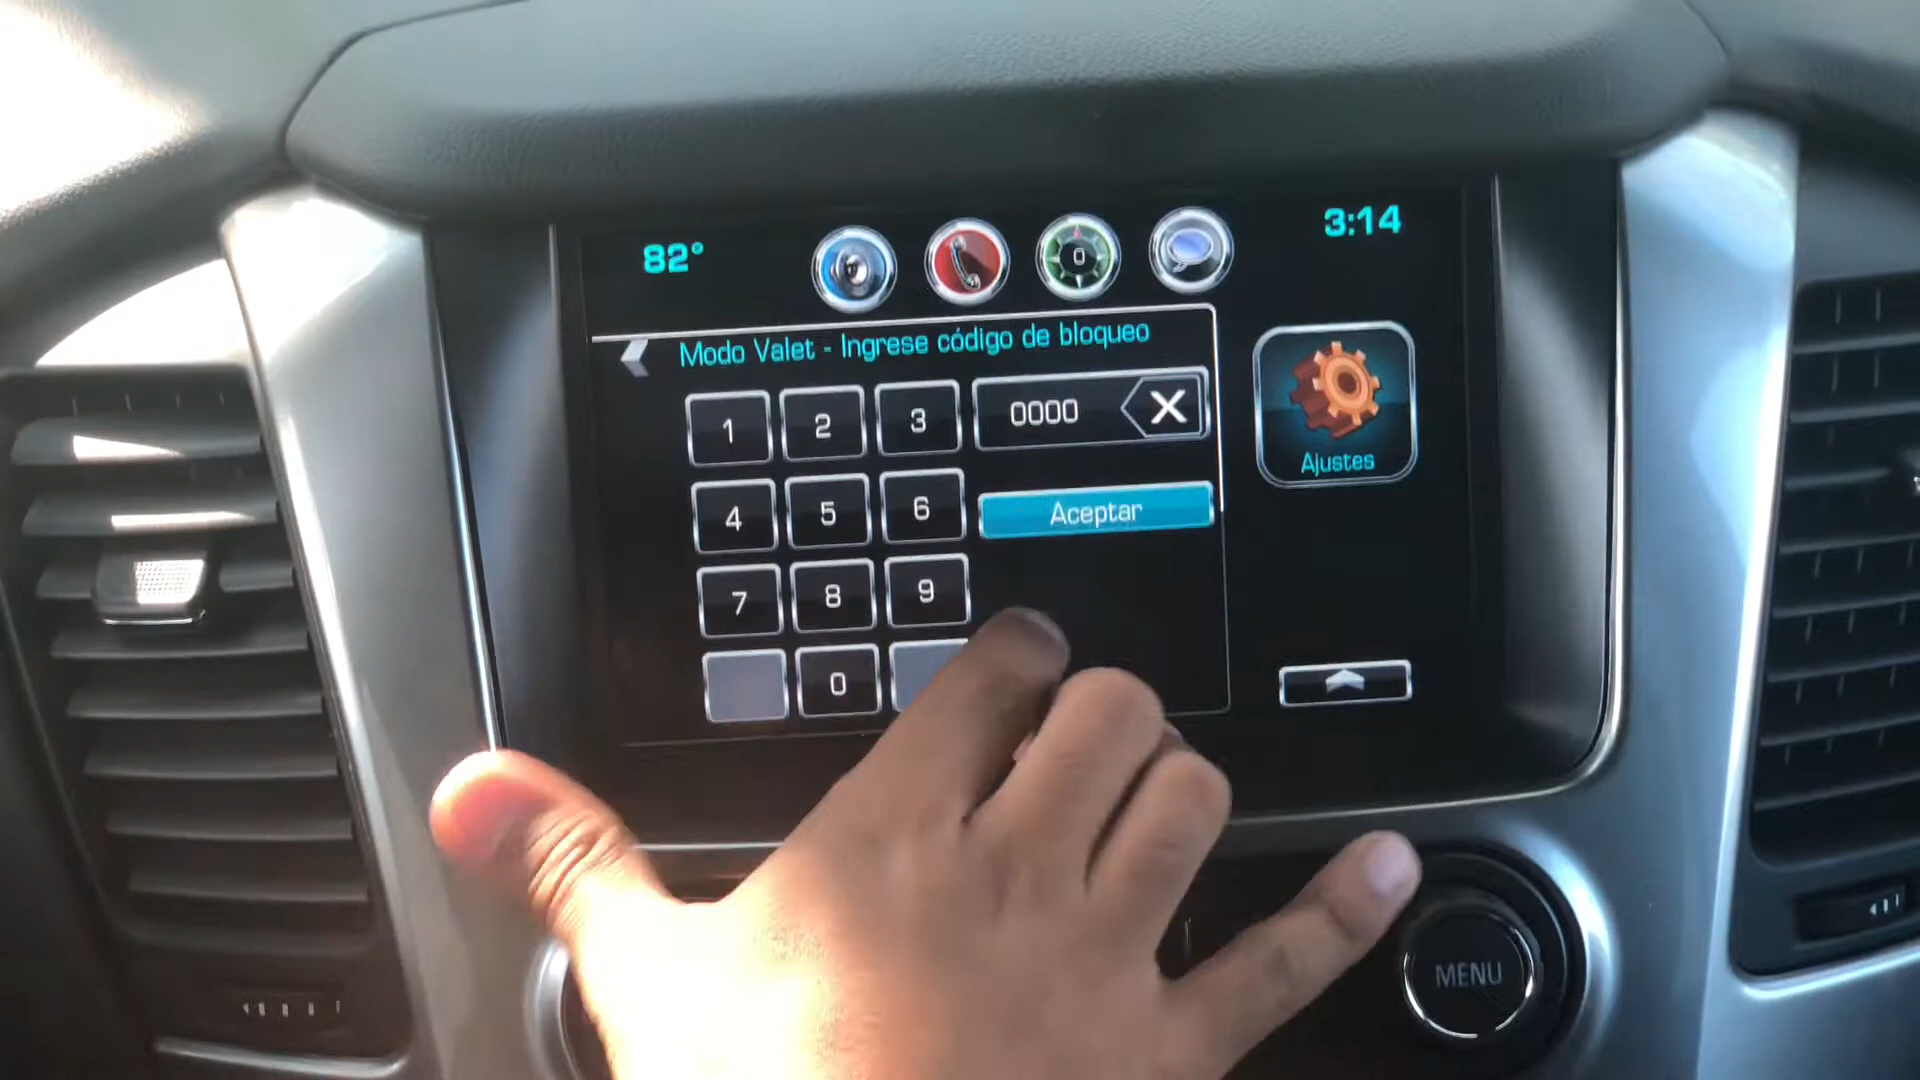 82°
0
3:14
Modo Valet - Ingrese código de bloqueo
1 2 3 0000 X
4 5 6 Aceptar
7 8 9
0
Ajustes
MENU